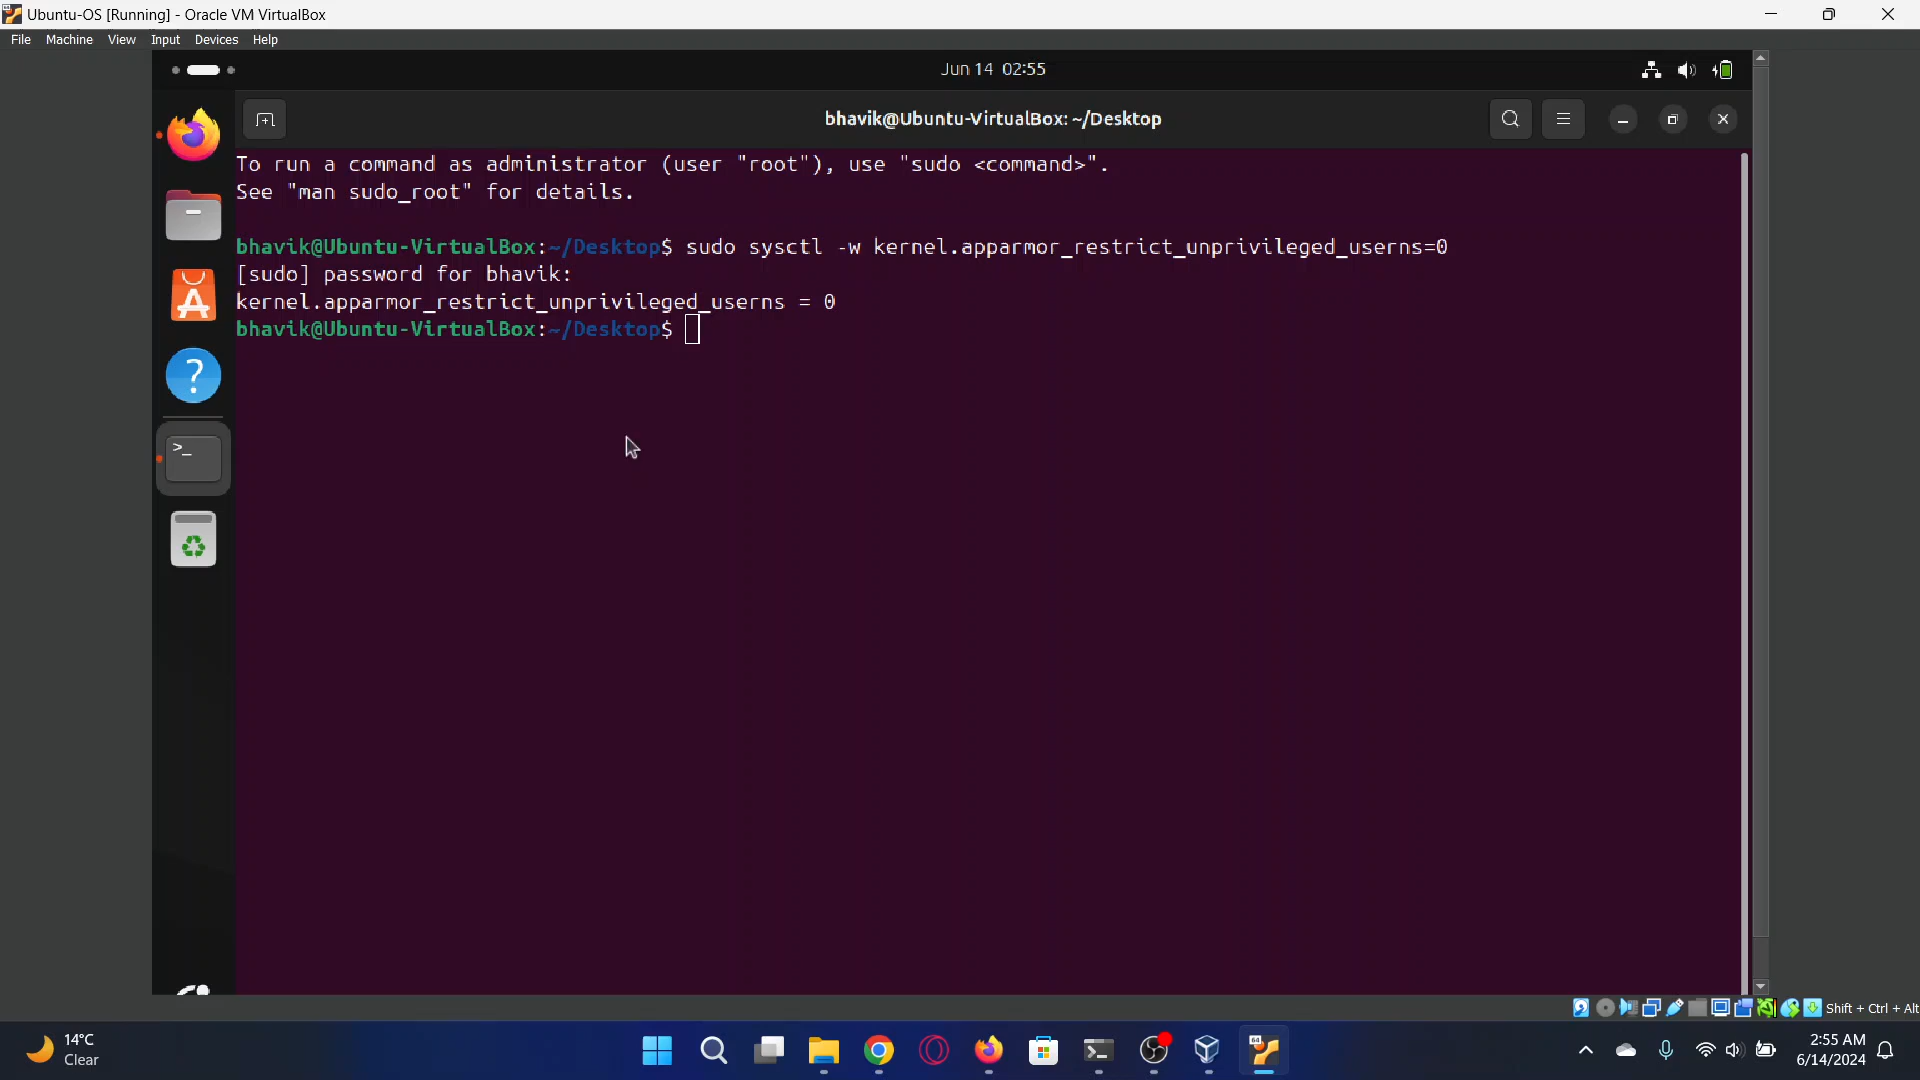 Ubuntu-OS [Running] - Oracle VM VirtualBox
File Machine View Input Devices Help
Jun 14 02:55
bhavik@Ubuntu-VirtualBox: ~/Desktop
To run a command as administrator (user "root"), use "sudo <command>".
See "man sudo_root" for details.
bhavik@Ubuntu-VirtualBox:~/Desktop$ sudo sysctl -w kernel.apparmor_restrict_unprivileged_userns=0
[sudo] password for bhavik:
kernel.apparmor_restrict_unprivileged_userns = 0
bhavik@Ubuntu-VirtualBox:~/Desktop$
Shift + Ctrl + Alt
14°C
Clear
64
2:55 AM
6/14/2024